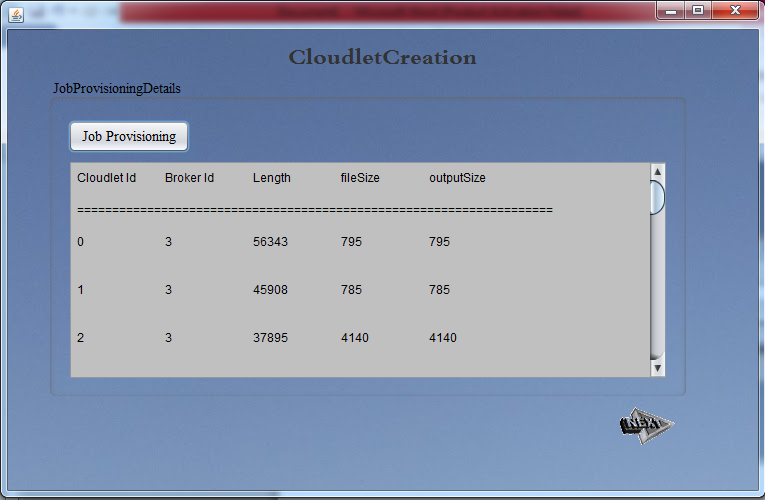 CloudletCreation
JobProvisioningDetails
Job Provisioning
Cloudlet Id Broker Id Length fileSize outputSize
====================================================================
0 3 56343 795 795
1 3 45908 785 785
2 3 37895 4140 4140
NEXT